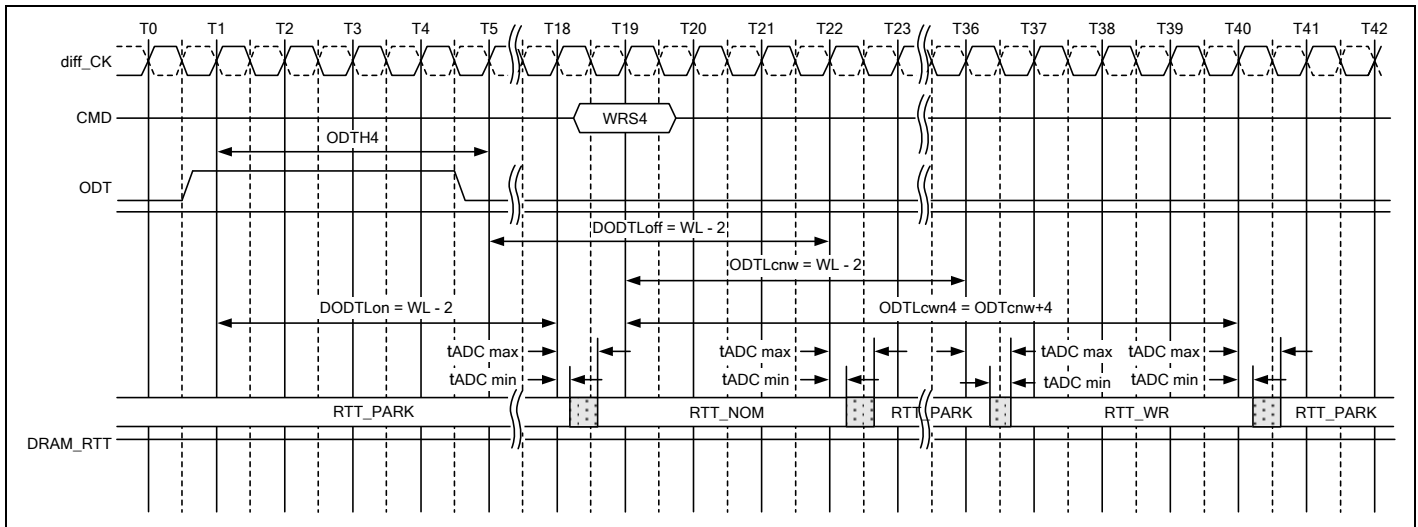 T0 T1 T2 T3 T4 T5 T18 T19 T20 T21 T22 T23 T36 T37 T38 T39 T40 T41 T42
diff_CK
CMD WRS4
ODTH4
ODT
DODTLoff = WL - 2
ODTLcnw = WL - 2
DODTLon = WL - 2 ODTLcwn4 = ODTcnw+4
tADC max tADC max tADC max tADC max
tADC min tADC min tADC min tADC min
RTT_PARK RTT_NOM RTT_PARK RTT_WR RTT_PARK
DRAM_RTT